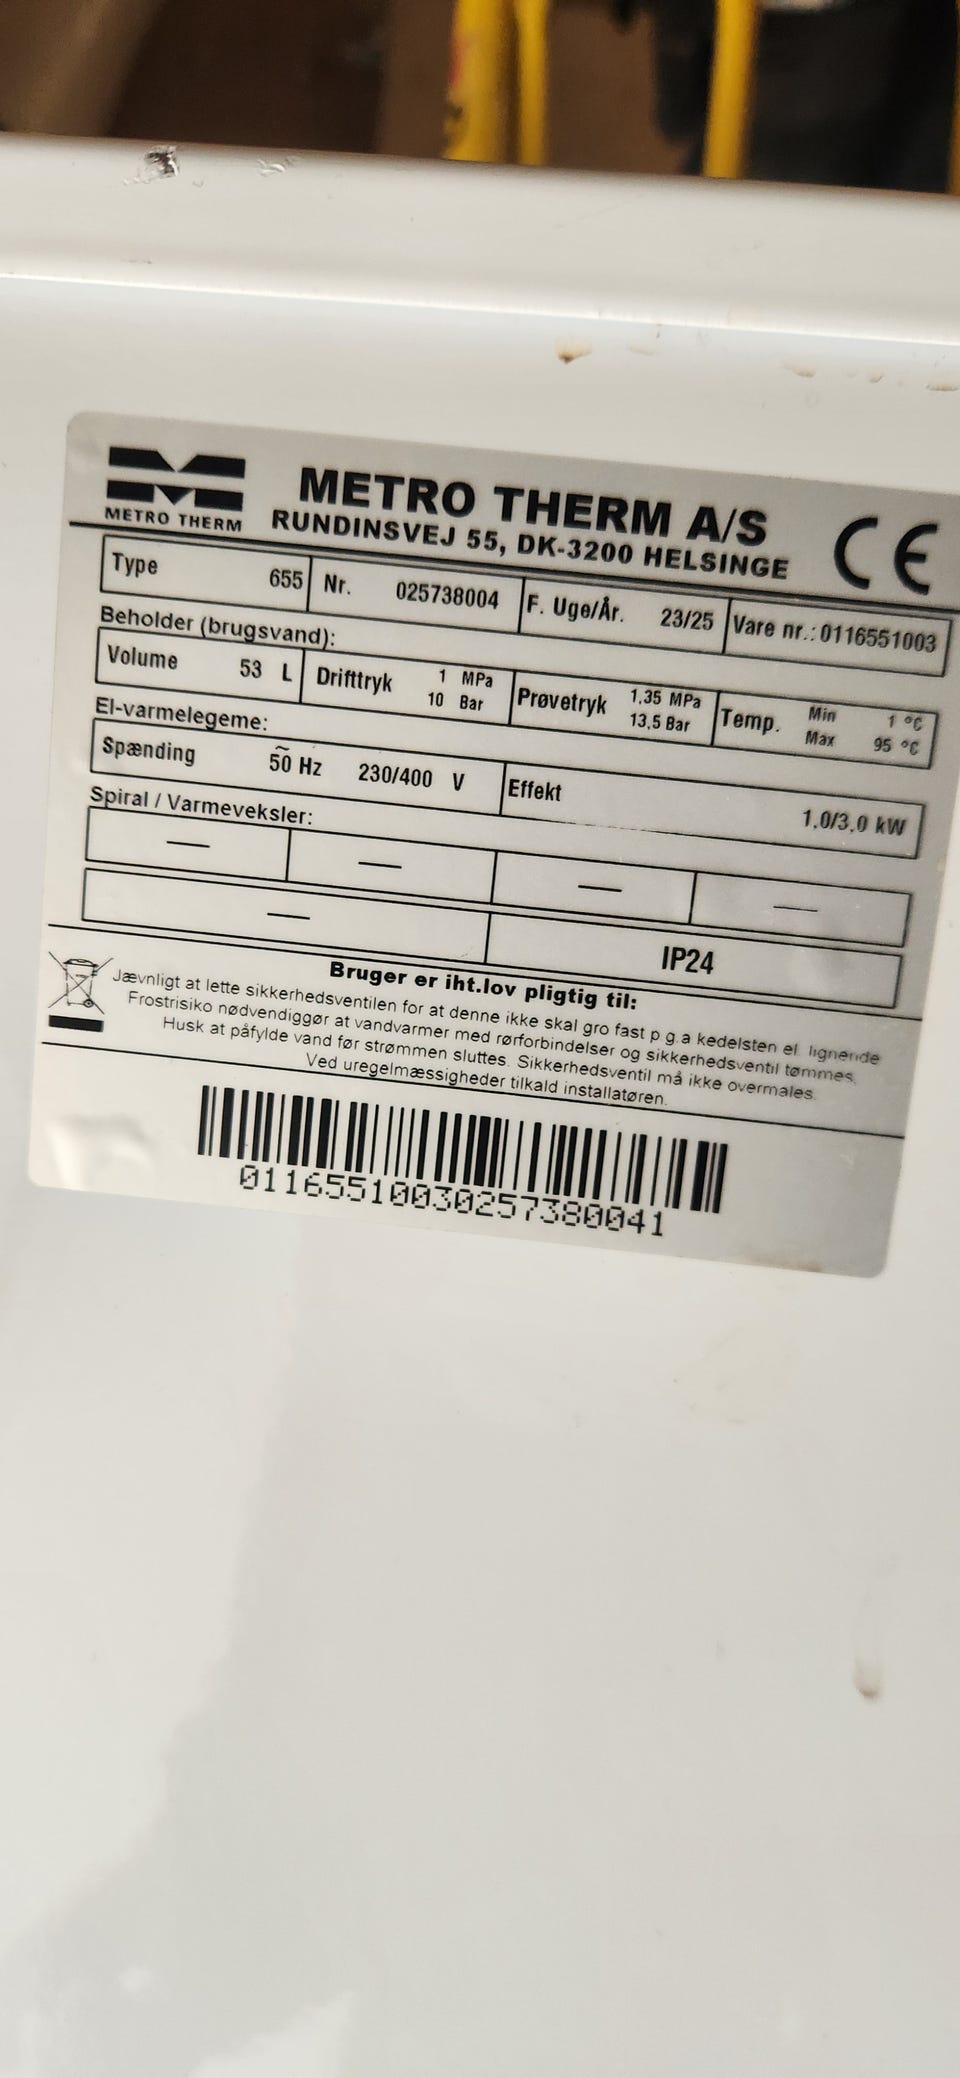 METRO THERM
METRO THERM A/S
RUNDINSVEJ 55, DK-3200 HELSINGE
CE
Type 655 Nr. 025738004 F. Uge/År. 23/25 Vare nr.: 0116551003
Beholder (brugsvand):
Volume 53 L Drifttryk 1 MPa 10 Bar Prøvetryk 1,35 MPa 13,5 Bar Temp. Min 1 °C Max 95 °C
El-varmelegeme:
Spænding ~ 50 Hz 230/400 V Effekt 1,0/3,0 kW
Spiral / Varmeveksler:
— — — —
— IP24
Bruger er iht.lov pligtig til:
Jævnligt at lette sikkerhedsventilen for at denne ikke skal gro fast p g.a kedelsten el. lignende
Frostrisiko nødvendiggør at vandvarmer med rørforbindelser og sikkerhedsventil tømmes.
Husk at påfylde vand før strømmen sluttes. Sikkerhedsventil må ikke overmales.
Ved uregelmæssigheder tilkald installatøren.
01165510030257380041